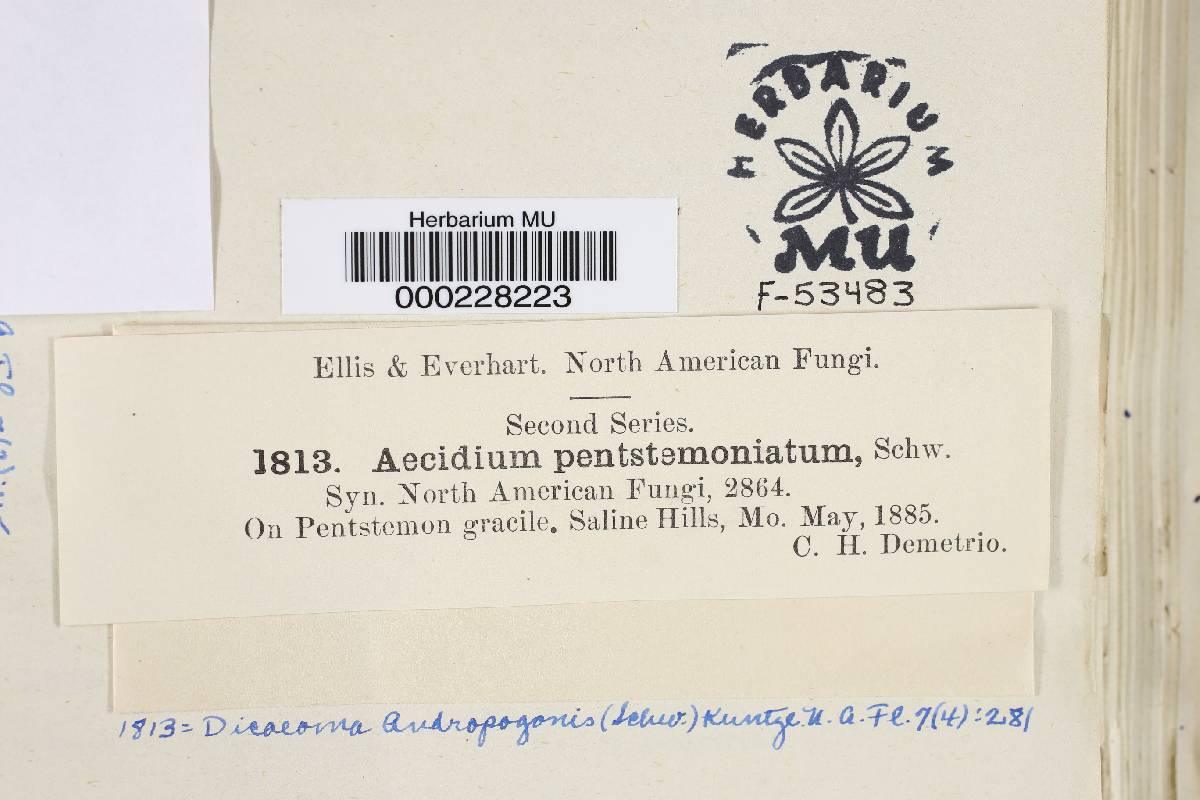 HERBARIUM
MU
F-53483
Herbarium MU
000228223
Ellis & Everhart. North American Fungi.
Second Series.
1813. Aecidium pentstemoniatum, Schw.
Syn. North American Fungi, 2864.
On Pentstemon gracile. Saline Hills, Mo. May, 1885.
C. H. Demetrio.
1813 = Dicaeoma Andropogonis (Schw.) Kuntze. N. A. Fl. 7(4):281